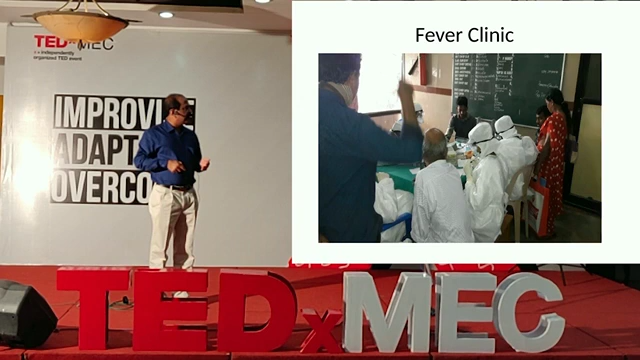 TEDxMEC
x = independently
organized TED event
IMPROVI
ADAPT
OVERCO
Fever Clinic
TEDxMEC